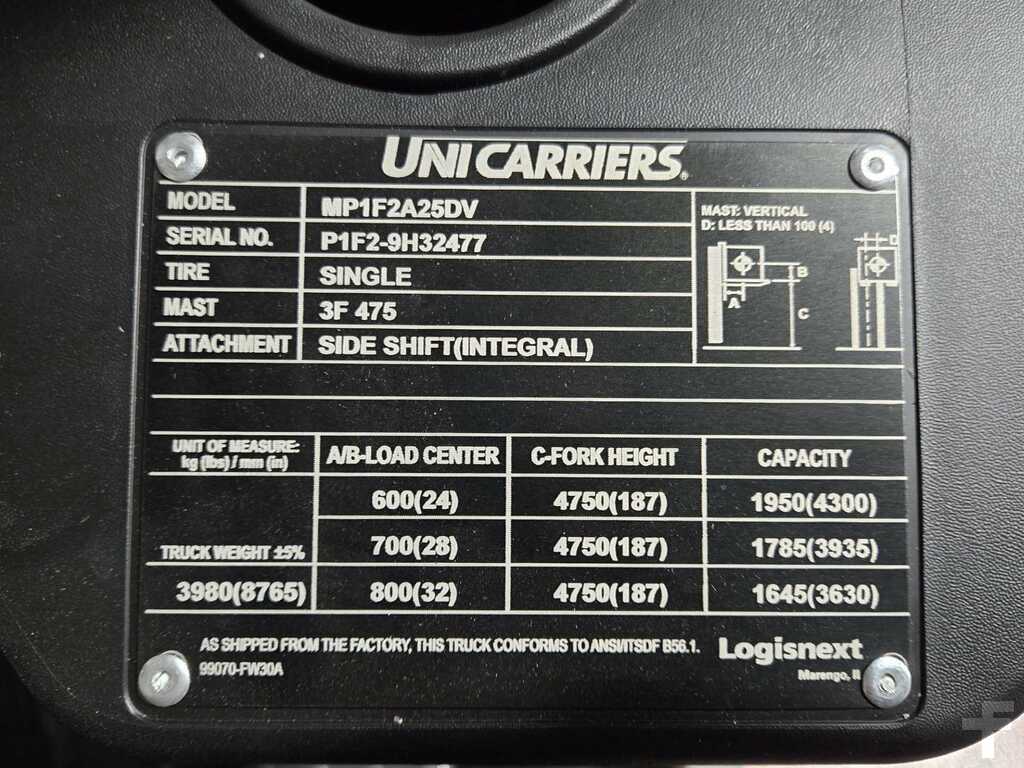 UNICARRIERS®
MODEL MP1F2A25DV
SERIAL NO. P1F2-9H32477
TIRE SINGLE
MAST 3F 475
ATTACHMENT SIDE SHIFT(INTEGRAL)
MAST: VERTICAL
D: LESS THAN 100 (4)
D
B
A
C
UNIT OF MEASURE:
kg (lbs) / mm (in)
A/B-LOAD CENTER C-FORK HEIGHT CAPACITY
600(24) 4750(187) 1950(4300)
TRUCK WEIGHT ±5% 700(28) 4750(187) 1785(3935)
3980(8765) 800(32) 4750(187) 1645(3630)
AS SHIPPED FROM THE FACTORY, THIS TRUCK CONFORMS TO ANSI/ITSDF B56.1.
99070-FW30A
Logisnext
Marengo, Il